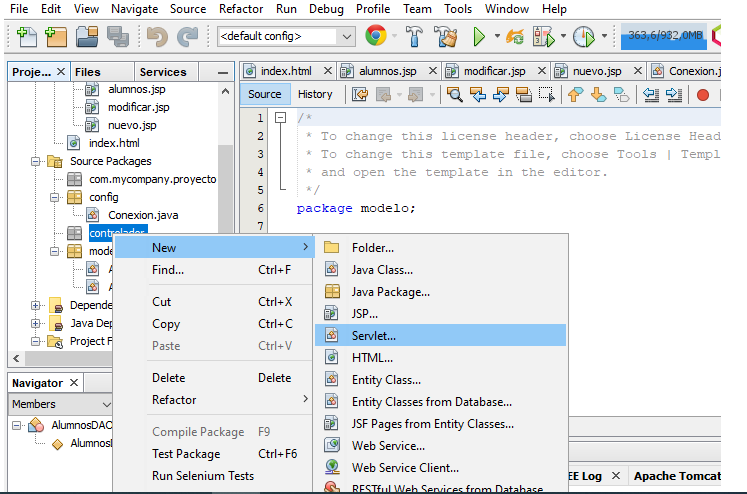 File Edit View Navigate Source Refactor Run Debug Profile Team Tools Window Help
<default config>
363,6/932,0MB
Proje... Files Services
index.html alumnos.jsp modificar.jsp nuevo.jsp Conexion.j
Source History
alumnos.jsp
modificar.jsp
nuevo.jsp
index.html
Source Packages
com.mycompany.proyecto
config
Conexion.java
controlador
mode
A
A
Depende
Java Dep
Project F
1 /*
2 * To change this license header, choose License Head
3 * To change this template file, choose Tools | Templ
4 * and open the template in the editor.
5 */
6 package modelo;
7
New
Find... Ctrl+F
Cut Ctrl+X
Copy Ctrl+C
Paste Ctrl+V
Delete Delete
Refactor
Compile Package F9
Test Package Ctrl+F6
Run Selenium Tests
Folder...
Java Class...
Java Package...
JSP...
Servlet...
HTML...
Entity Class...
Entity Classes from Database...
JSF Pages from Entity Classes...
Web Service...
Web Service Client...
RESTful Web Services from Database
Navigator
Members
AlumnosDAO
AlumnosI
EE Log Apache Tomcat